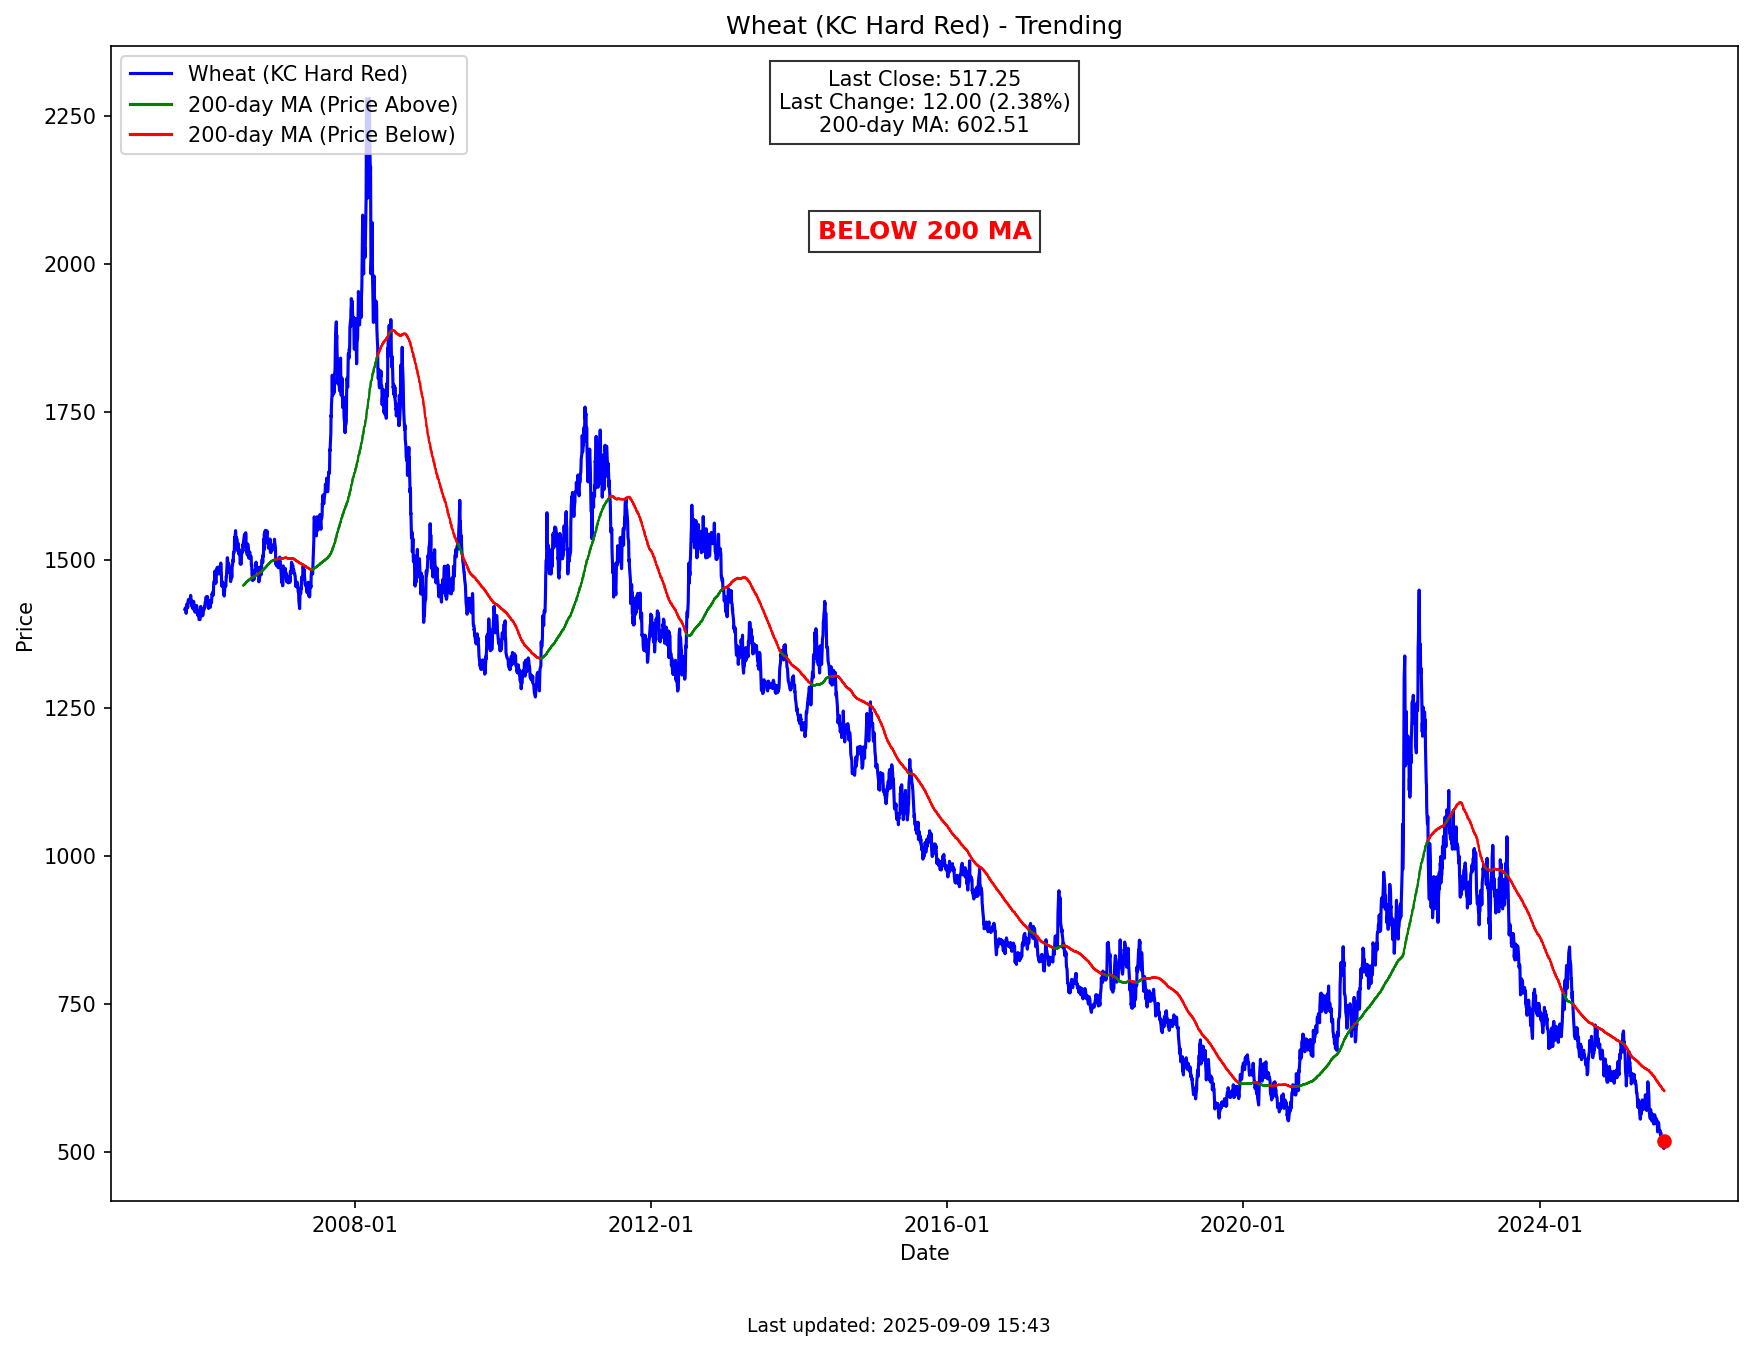 Wheat (KC Hard Red) - Trending
Wheat (KC Hard Red)
200-day MA (Price Above)
200-day MA (Price Below)
Last Close: 517.25
Last Change: 12.00 (2.38%)
200-day MA: 602.51
BELOW 200 MA
Price
2250
2000
1750
1500
1250
1000
750
500
2008-01
2012-01
2016-01
2020-01
2024-01
Date
Last updated: 2025-09-09 15:43